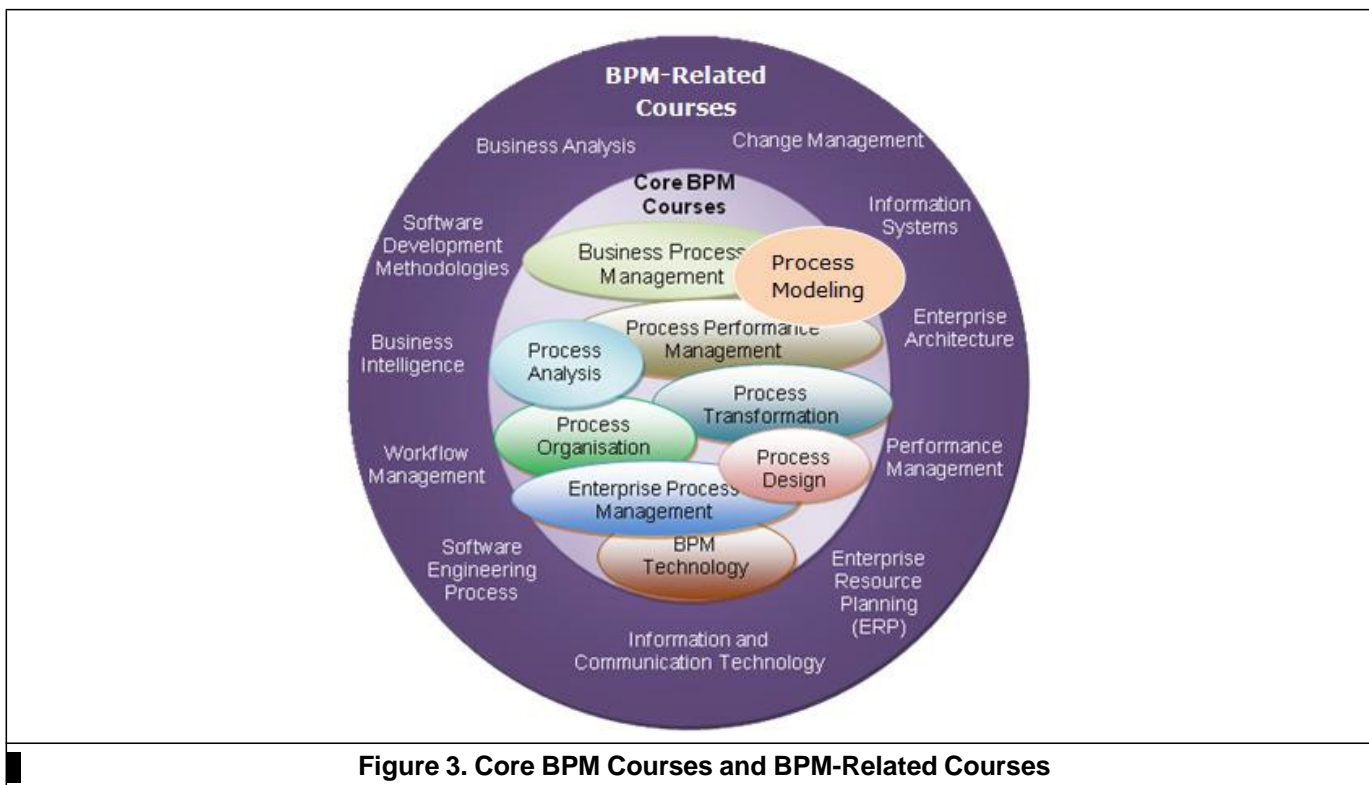 BPM-Related
Courses
Business Analysis
Change Management
Core BPM
Courses
Information
Systems
Software
Development
Methodologies
Business Process
Management
Process
Modeling
Enterprise
Architecture
Process Performance
Management
Business
Intelligence
Process
Analysis
Process
Transformation
Process
Organisation
Performance
Management
Workflow
Management
Process
Design
Enterprise Process
Management
Software
Engineering
Process
BPM
Technology
Enterprise
Resource
Planning
(ERP)
Information and
Communication Technology
Figure 3. Core BPM Courses and BPM-Related Courses